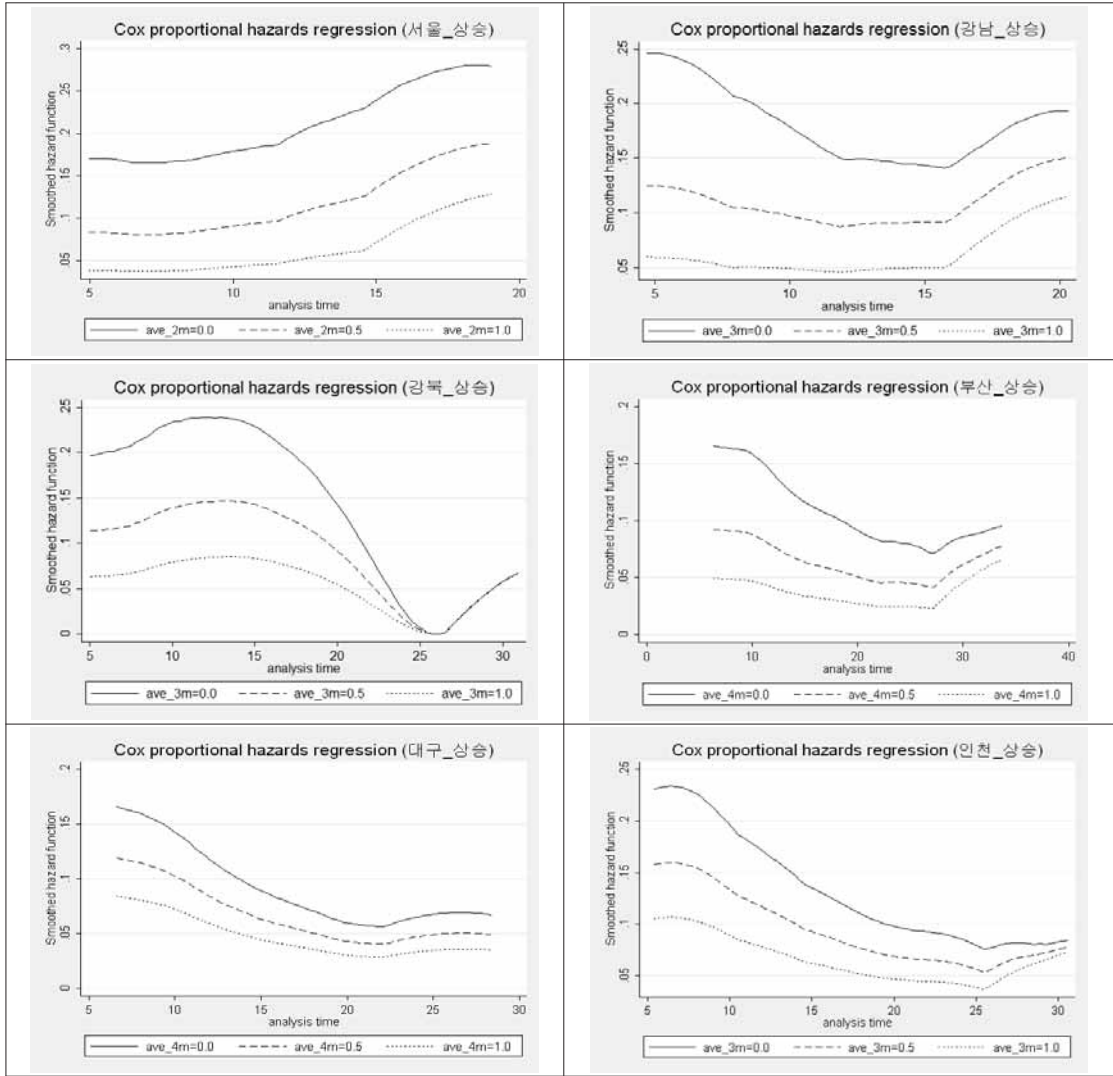 Cox proportional hazards regression (서울_상승)
Smoothed hazard function
.3
.25
.2
.15
.1
.05
5 10 15 20
analysis time
ave_2m=0.0 ave_2m=0.5 ave_2m=1.0
Cox proportional hazards regression (강남_상승)
Smoothed hazard function
.25
.2
.15
.1
.05
5 10 15 20
analysis time
ave_3m=0.0 ave_3m=0.5 ave_3m=1.0
Cox proportional hazards regression (강북_상승)
Smoothed hazard function
.25
.2
.15
.1
.05
0
5 10 15 20 25 30
analysis time
ave_3m=0.0 ave_3m=0.5 ave_3m=1.0
Cox proportional hazards regression (부산_상승)
Smoothed hazard function
.2
.15
.1
.05
0
0 10 20 30 40
analysis time
ave_4m=0.0 ave_4m=0.5 ave_4m=1.0
Cox proportional hazards regression (대구_상승)
Smoothed hazard function
.2
.15
.1
.05
0
5 10 15 20 25 30
analysis time
ave_4m=0.0 ave_4m=0.5 ave_4m=1.0
Cox proportional hazards regression (인천_상승)
Smoothed hazard function
.25
.2
.15
.1
.05
5 10 15 20 25 30
analysis time
ave_3m=0.0 ave_3m=0.5 ave_3m=1.0